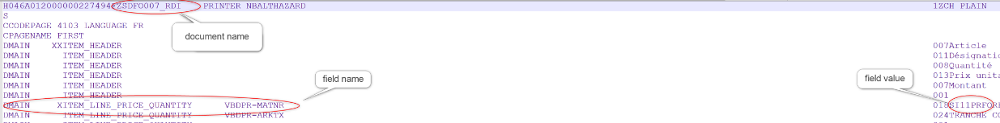 H046A0120000000227494FZSDFO007_RDI PRINTER NBALTHAZARD 1ZCH PLAIN
S
document name
CCODEPAGE 4103 LANGUAGE FR
CPAGENAME FIRST
DMAIN XXITEM_HEADER 007Article
DMAIN ITEM_HEADER 011Désignatio
DMAIN ITEM_HEADER 008Quantité
DMAIN ITEM_HEADER 013Prix unita
field name
field value
DMAIN ITEM_HEADER 007Montant
DMAIN ITEM_HEADER 001
DMAIN XITEM_LINE_PRICE_QUANTITY VBDPR-MATNR 018SI11PRFORE
DMAIN ITEM_LINE_PRICE_QUANTITY VBDPR-ARKTX 024TRANCHE CO